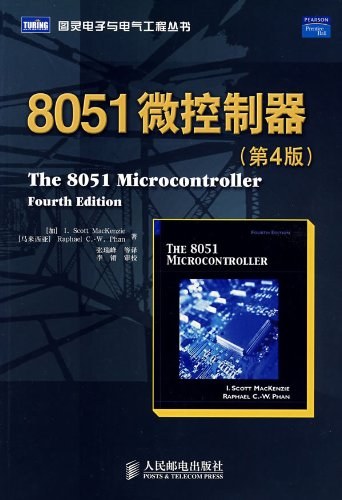 TURING
图灵电子与电气工程丛书
Prentice
Hall
8051微控制器
(第4版)
The 8051 Microcontroller
Fourth Edition
[加] I. Scott MacKenzie
[马来西亚] Raphael C.-W. Phan 著
张瑞峰 等译
李 锵 审校
FOURTH EDITION
THE 8051
MICROCONTROLLER
I. SCOTT MACKENZIE
RAPHAEL C.-W. PHAN
人民邮电出版社
POSTS & TELECOM PRESS